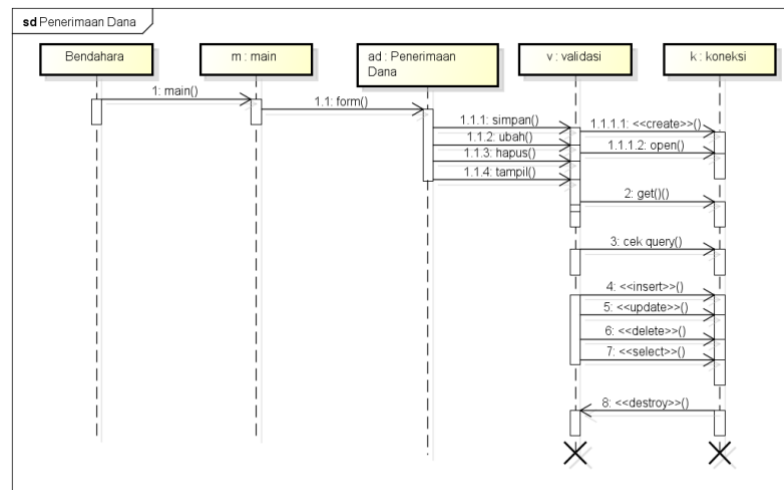 sd Penerimaan Dana
Bendahara
m : main
ad : Penerimaan
Dana
v : validasi
k : koneksi
1: main()
1.1: form()
1.1.1: simpan()
1.1.1.1: <<create>>()
1.1.2: ubah()
1.1.1.2: open()
1.1.3: hapus()
1.1.4: tampil()
2: get()()
3: cek query()
4: <<insert>>()
5: <<update>>()
6: <<delete>>()
7: <<select>>()
8: <<destroy>>()